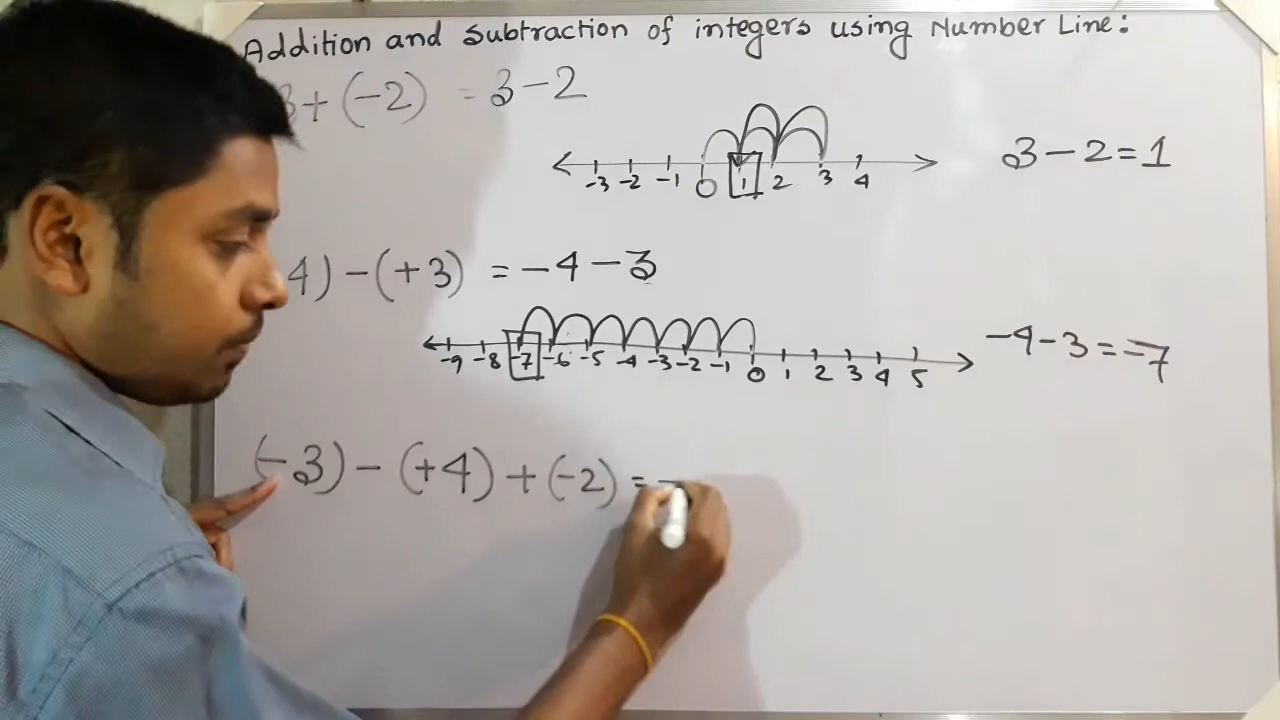 Addition and Subtraction of integers using Number Line:
3+(-2) = 3-2
-3 -2 -1 0 1 2 3 4
3-2=1
4)-(+3) = -4-3
-9 -8 -7 -6 -5 -4 -3 -2 -1 0 1 2 3 4 5
-4-3=-7
(-3)-(+4)+(-2) = -